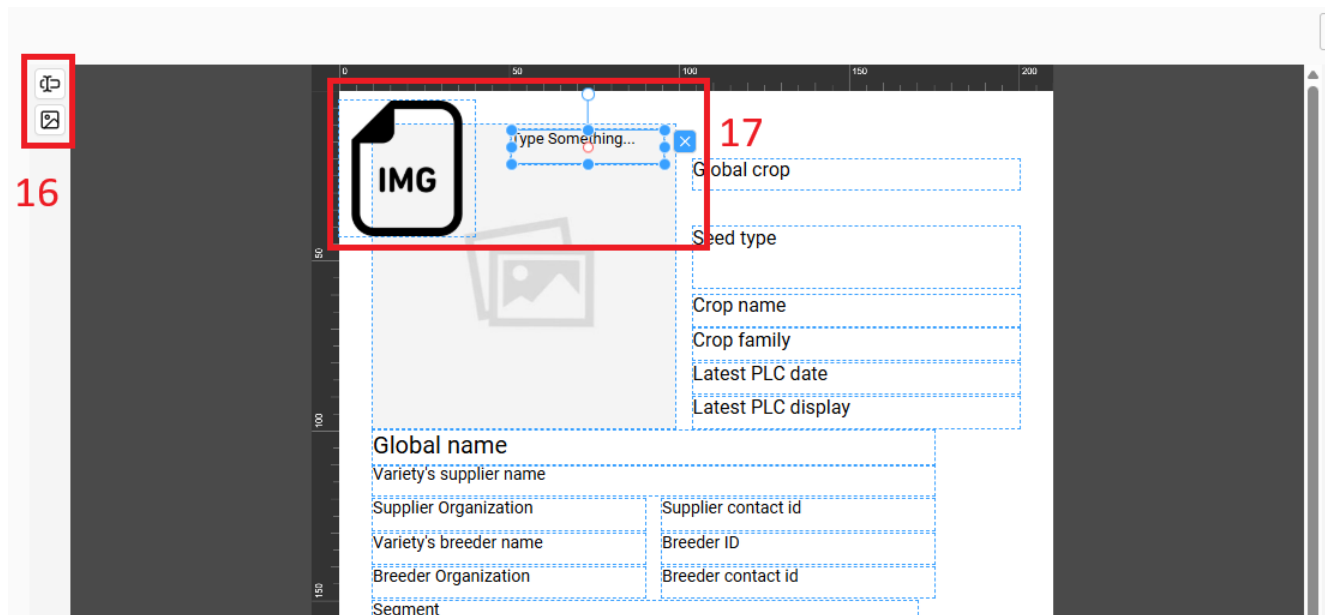 0 50 100 150 200
16
IMG
Type Something...
17
Global crop
Seed type
50
Crop name
Crop family
Latest PLC date
Latest PLC display
100
Global name
Variety's supplier name
Supplier Organization Supplier contact id
Variety's breeder name Breeder ID
Breeder Organization Breeder contact id
150
Segment